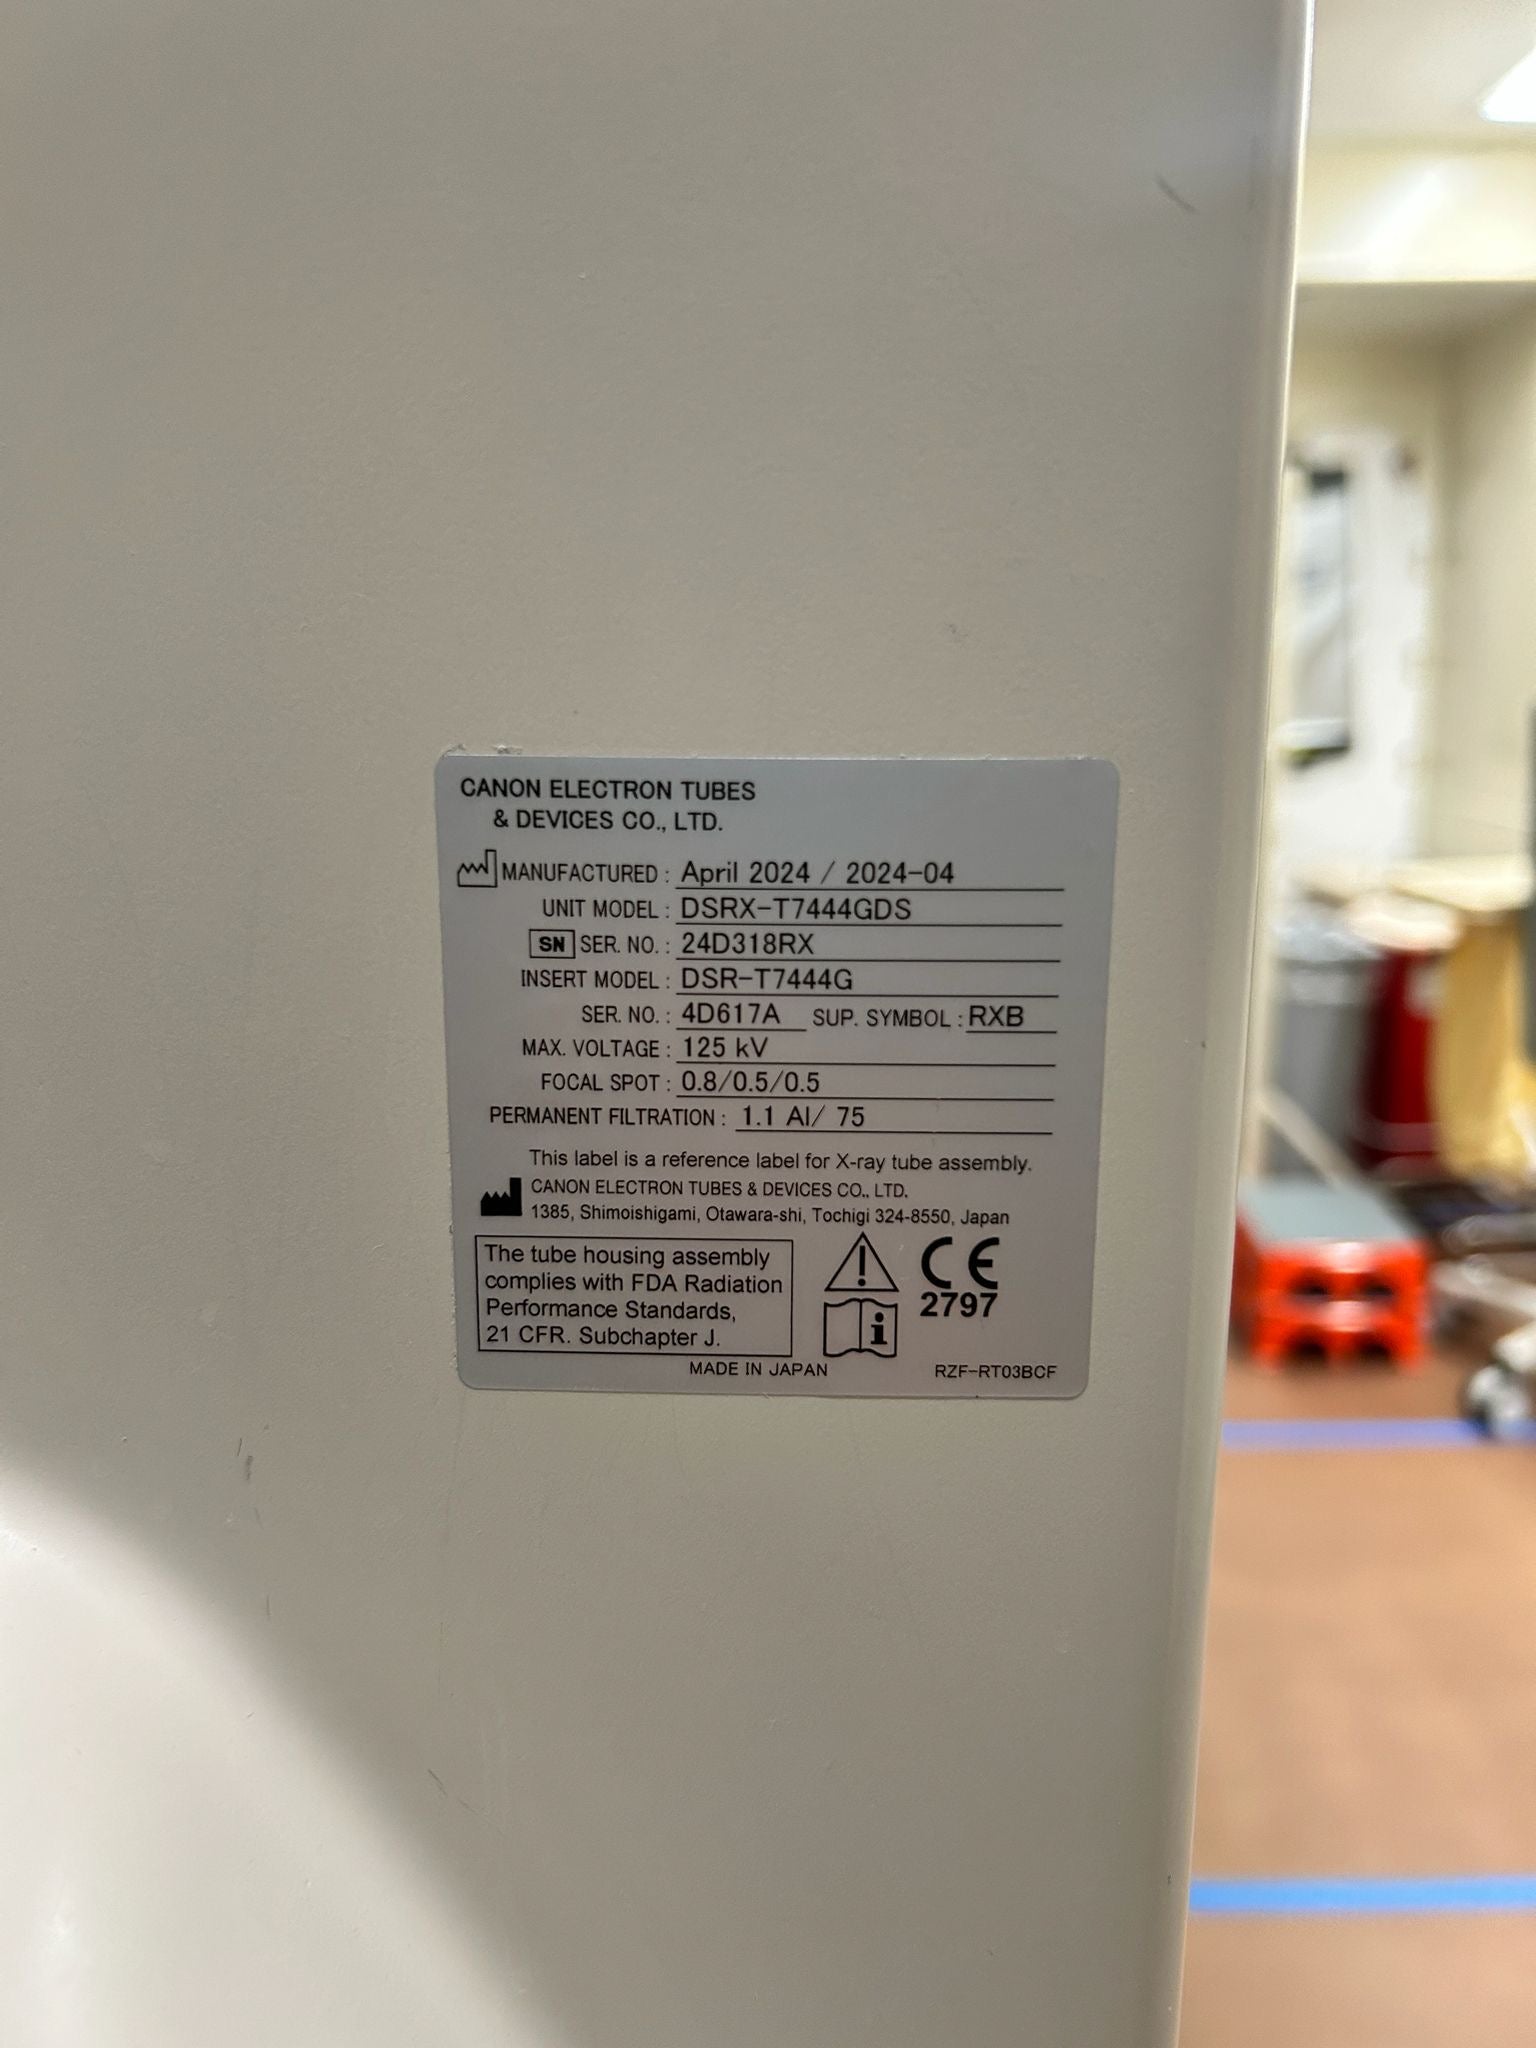 CANON ELECTRON TUBES
& DEVICES CO., LTD.
MANUFACTURED : April 2024 / 2024-04
UNIT MODEL : DSRX-T7444GDS
SN SER. NO. : 24D318RX
INSERT MODEL : DSR-T7444G
SER. NO. : 4D617A SUP. SYMBOL : RXB
MAX. VOLTAGE : 125 kV
FOCAL SPOT : 0.8/0.5/0.5
PERMANENT FILTRATION : 1.1 Al/ 75
This label is a reference label for X-ray tube assembly.
CANON ELECTRON TUBES & DEVICES CO., LTD.
1385, Shimoishigami, Otawara-shi, Tochigi 324-8550, Japan
The tube housing assembly
complies with FDA Radiation
Performance Standards,
21 CFR. Subchapter J.
CE
2797
MADE IN JAPAN RZF-RT03BCF